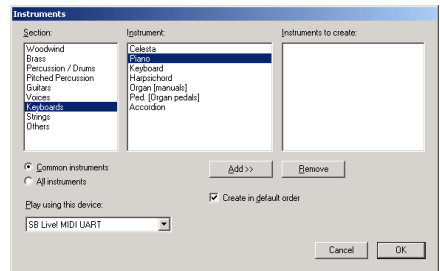 Instruments
Section:
Instrument:
Instruments to create:
Woodwind
Brass
Percussion / Drums
Pitched Percussion
Guitars
Voices
Keyboards
Strings
Others
Celesta
Piano
Keyboard
Harpsichord
Organ [manuals]
Ped. [Organ pedals]
Accordion
Common instruments
All instruments
Add >>
Remove
Create in default order
Play using this device:
SB Live! MIDI UART
Cancel
OK